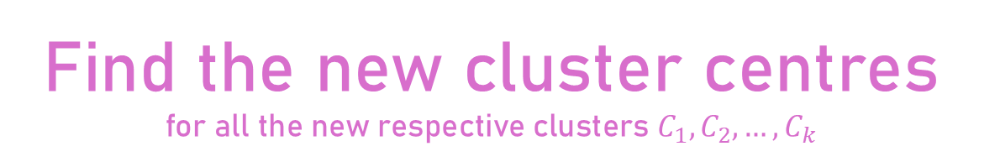 Find the new cluster centres
for all the new respective clusters C₁, C₂, … , Cₖ